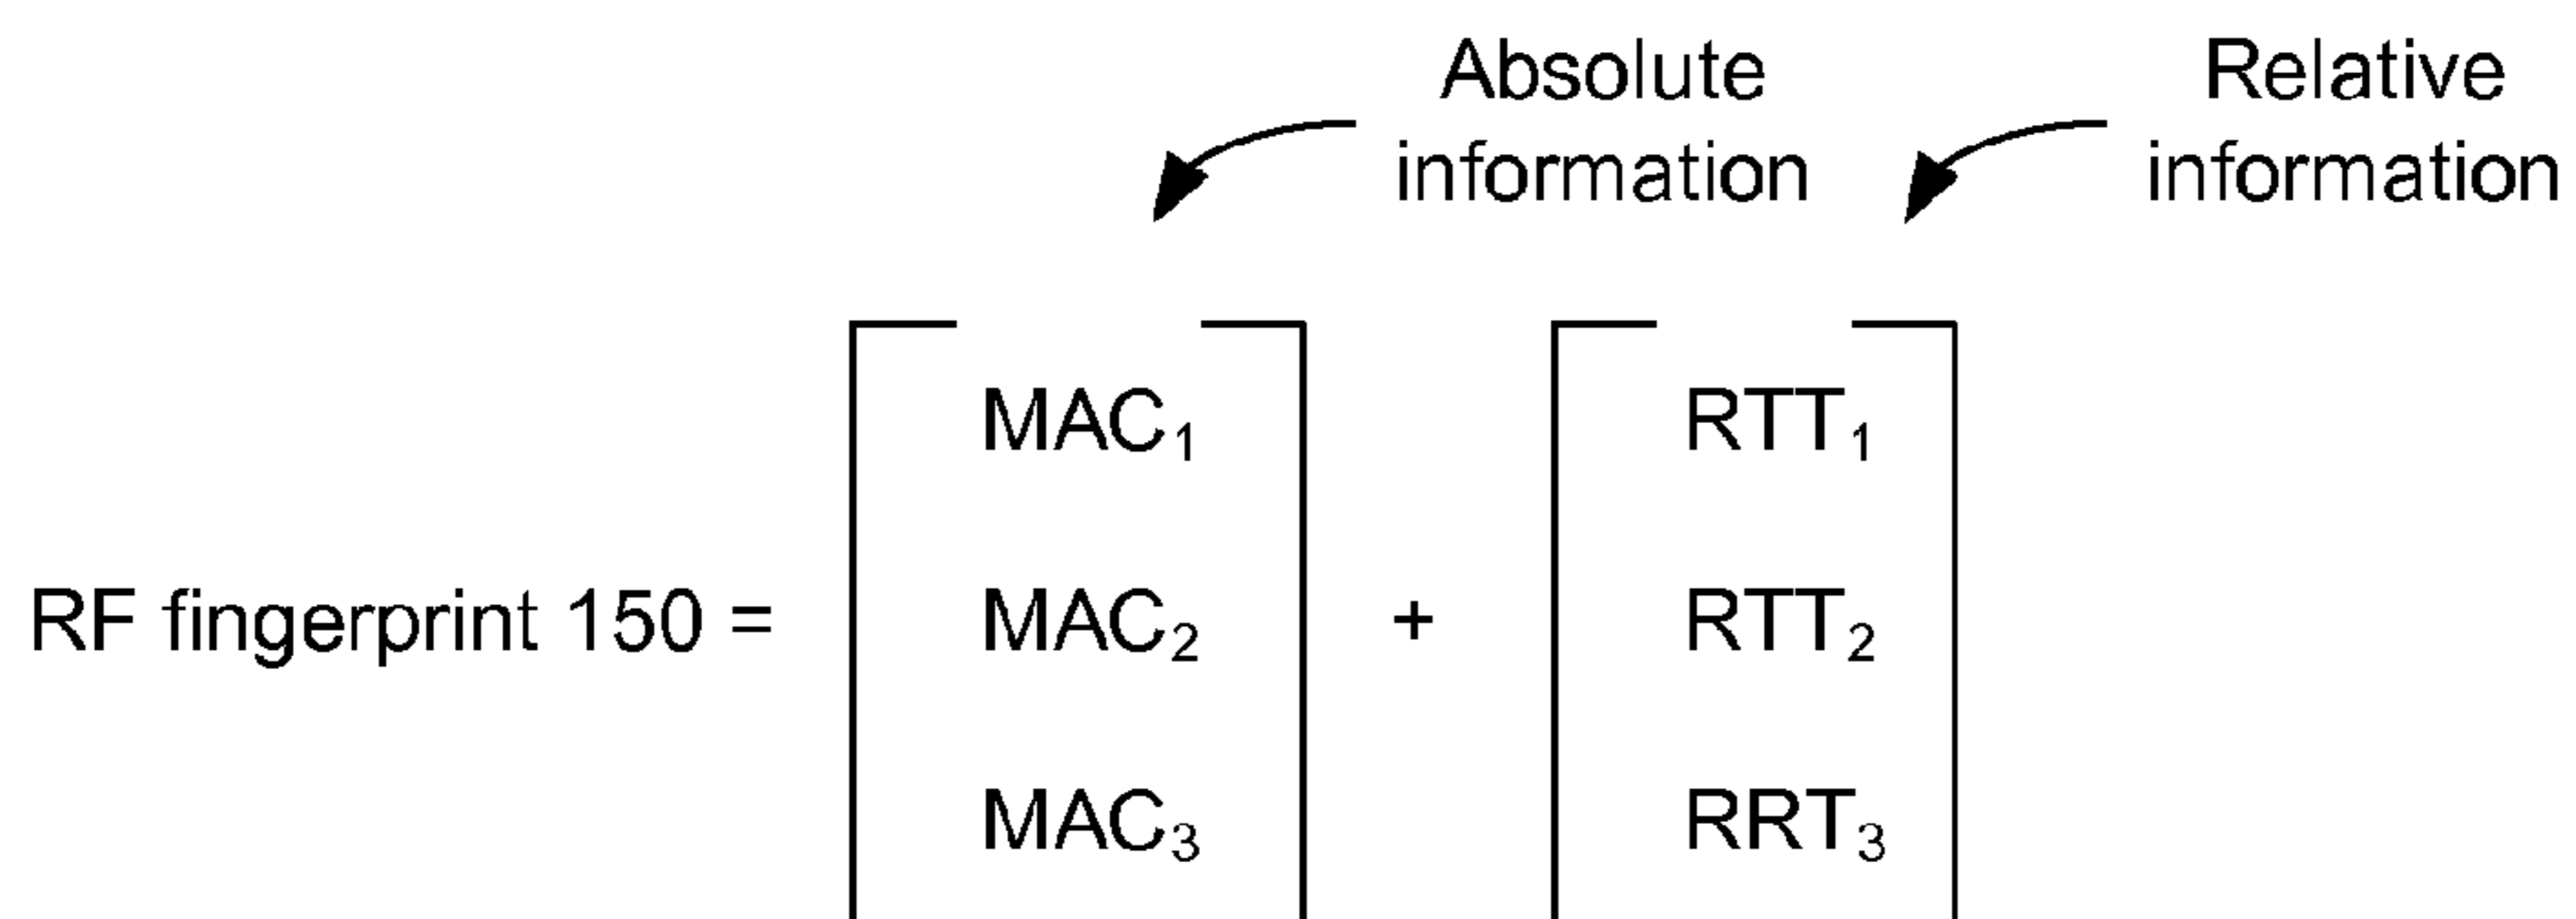 Absolute
information
Relative
information
MAC₁
RTT₁
RF fingerprint 150 =
MAC₂
+
RTT₂
MAC₃
RRT₃